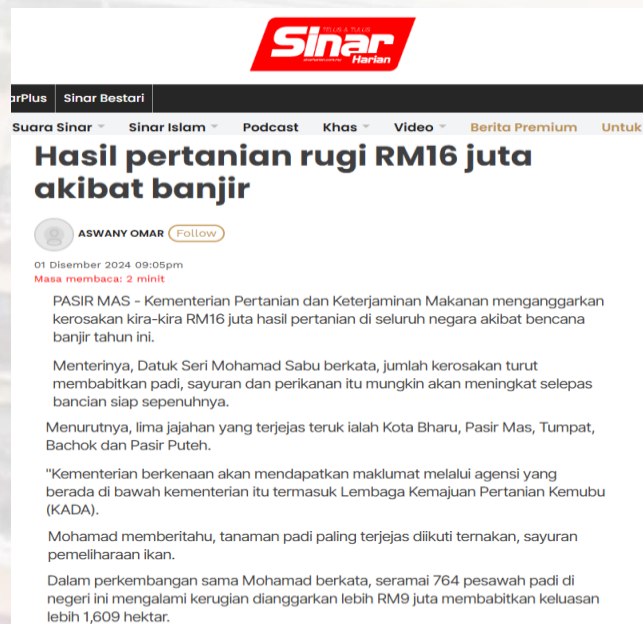 TELUS & TULUS
Sinar
Harian
arPlus Sinar Bestari
Suara Sinar Sinar Islam Podcast Khas Video Berita Premium Untuk
Hasil pertanian rugi RM16 juta
akibat banjir
ASWANY OMAR Follow
01 Disember 2024 09:05pm
Masa membaca: 2 minit
PASIR MAS - Kementerian Pertanian dan Keterjaminan Makanan menganggarkan
kerosakan kira-kira RM16 juta hasil pertanian di seluruh negara akibat bencana
banjir tahun ini.
Menterinya, Datuk Seri Mohamad Sabu berkata, jumlah kerosakan turut
membabitkan padi, sayuran dan perikanan itu mungkin akan meningkat selepas
bancian siap sepenuhnya.
Menurutnya, lima jajahan yang terjejas teruk ialah Kota Bharu, Pasir Mas, Tumpat,
Bachok dan Pasir Puteh.
"Kementerian berkenaan akan mendapatkan maklumat melalui agensi yang
berada di bawah kementerian itu termasuk Lembaga Kemajuan Pertanian Kemubu
(KADA).
Mohamad memberitahu, tanaman padi paling terjejas diikuti ternakan, sayuran
pemeliharaan ikan.
Dalam perkembangan sama Mohamad berkata, seramai 764 pesawah padi di
negeri ini mengalami kerugian dianggarkan lebih RM9 juta membabitkan keluasan
lebih 1,609 hektar.